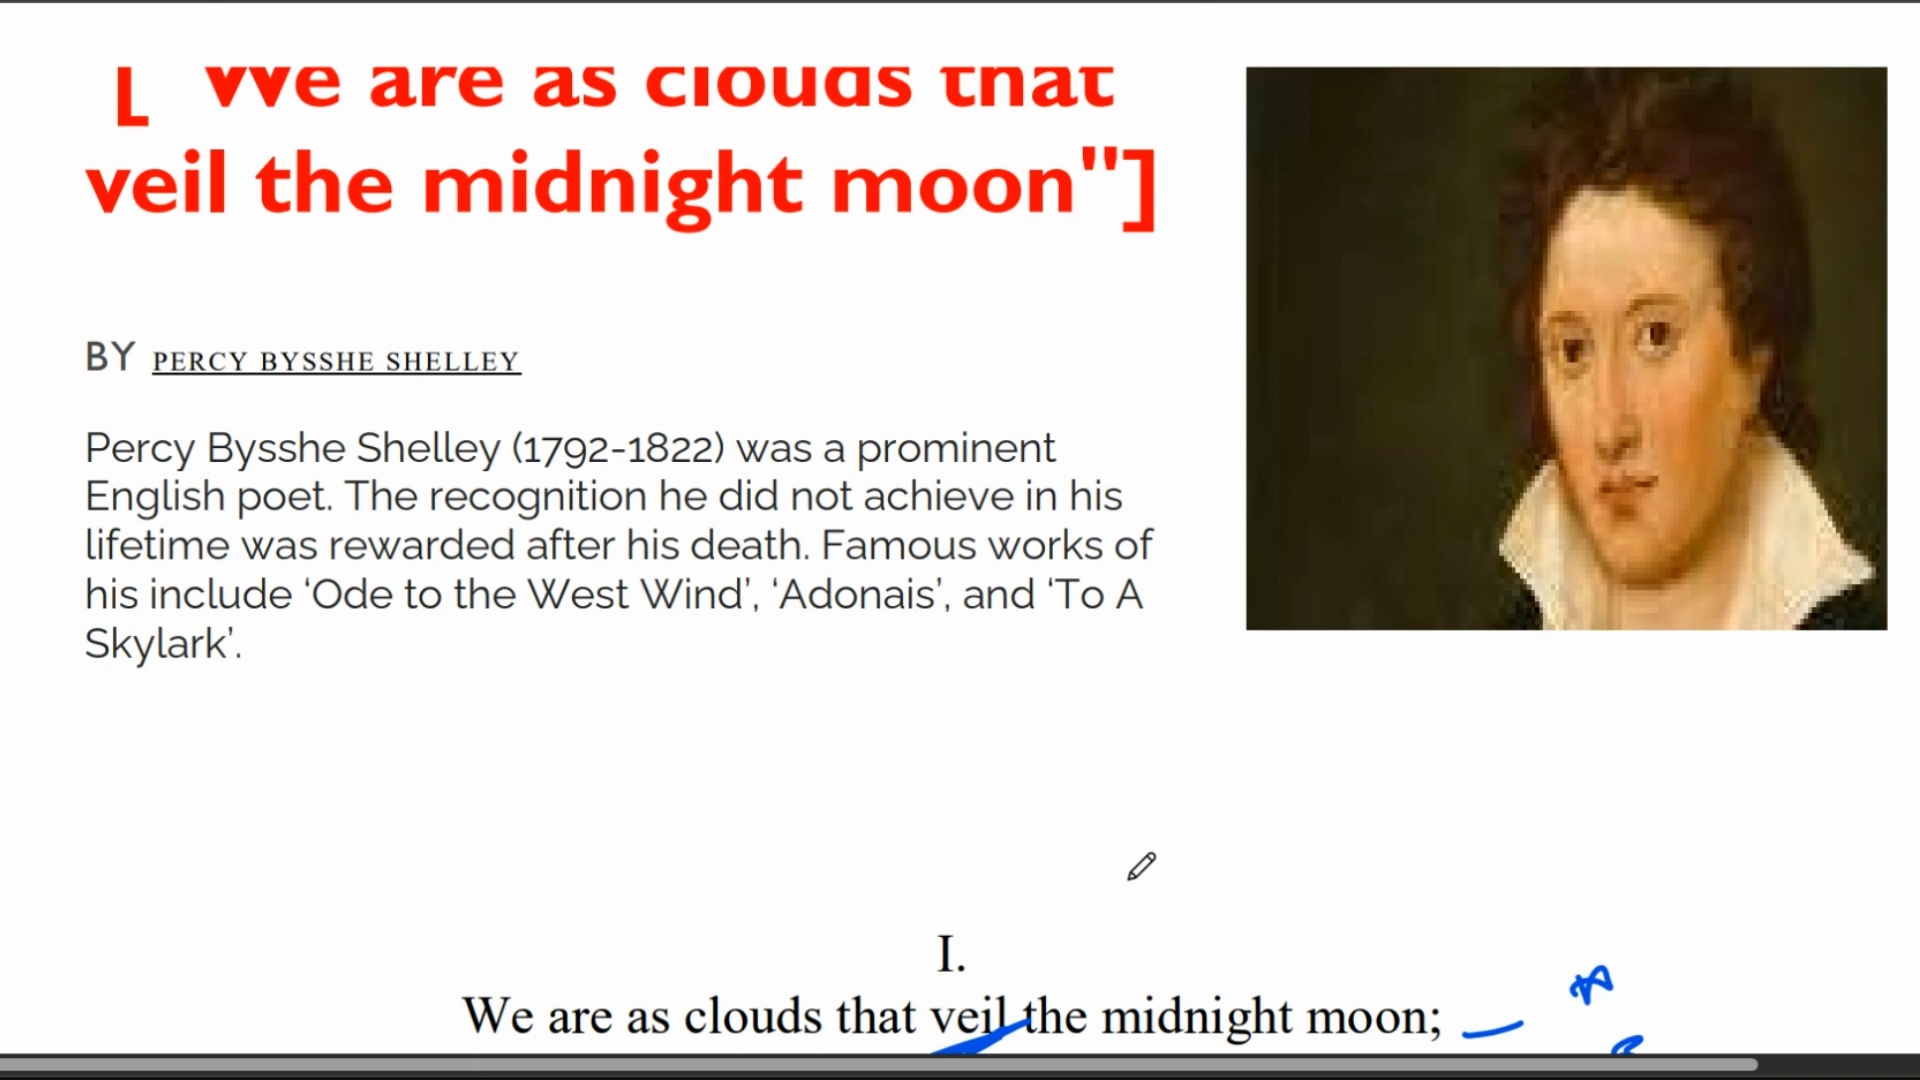 ["We are as clouds that
veil the midnight moon"]
BY PERCY BYSSHE SHELLEY
Percy Bysshe Shelley (1792-1822) was a prominent
English poet. The recognition he did not achieve in his
lifetime was rewarded after his death. Famous works of
his include ‘Ode to the West Wind’, ‘Adonais’, and ‘To A
Skylark’.
I.
We are as clouds that veil the midnight moon;
A